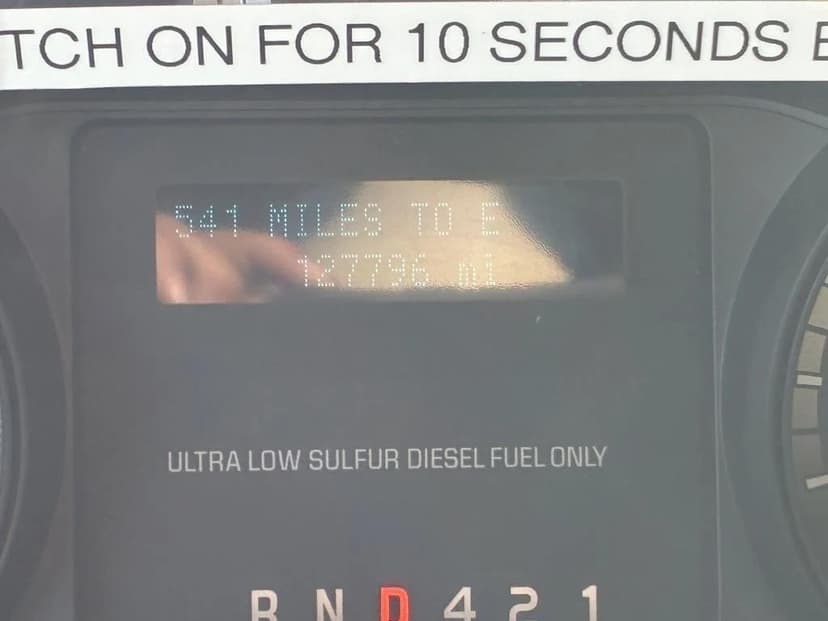 TCH ON FOR 10 SECONDS
541 MILES TO E
127796 mi
ULTRA LOW SULFUR DIESEL FUEL ONLY
R N D 4 2 1